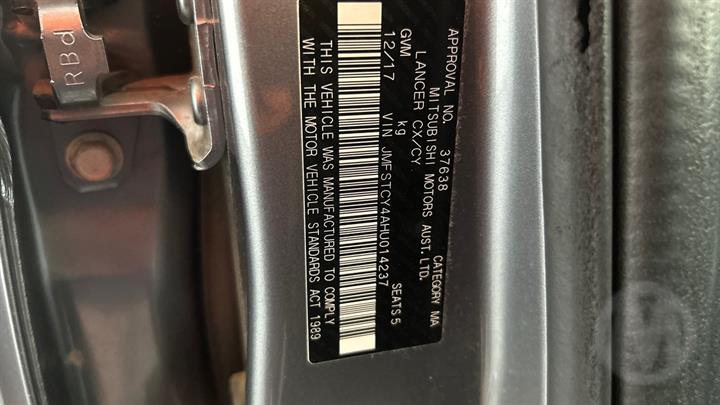 APPROVAL NO. 37638 CATEGORY MA
MITSUBISHI MOTORS AUST. LTD.
LANCER CX/CY
GVM kg SEATS 5
12/17 VIN JMFSTCY4AHU014237
THIS VEHICLE WAS MANUFACTURED TO COMPLY
WITH THE MOTOR VEHICLE STANDARDS ACT 1989
RBd
M